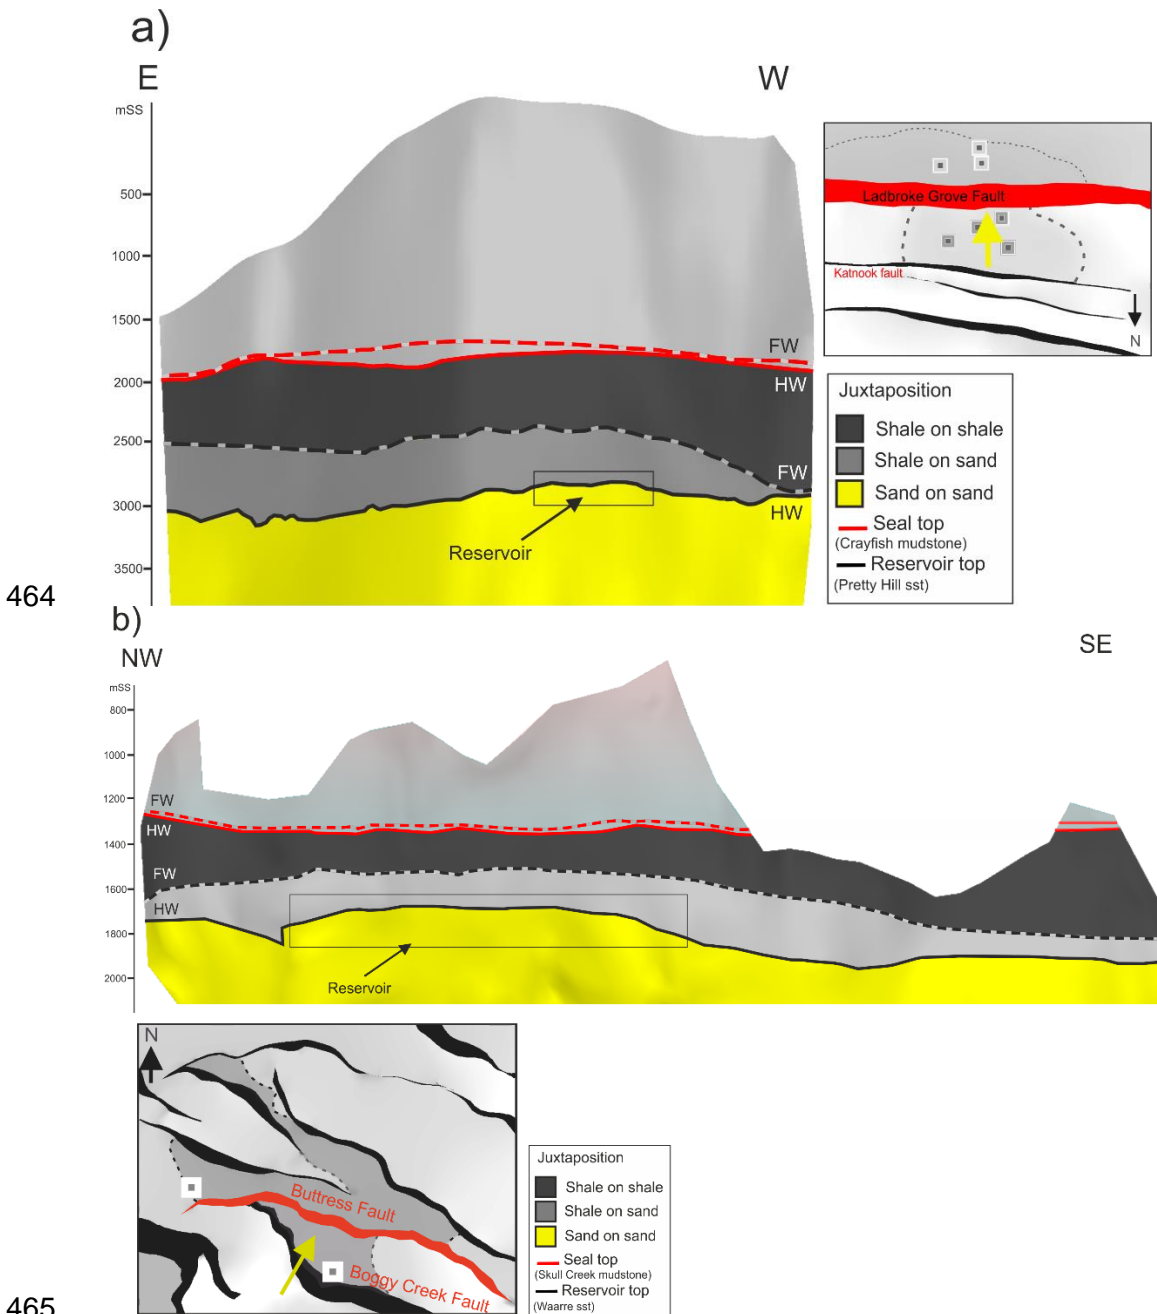 a)
E W
mSS
500
1000
1500
2000
2500
3000
3500
FW
HW
FW
HW
Reservoir
Ladbroke Grove Fault
Katnook fault
N
Juxtaposition
Shale on shale
Shale on sand
Sand on sand
Seal top
(Crayfish mudstone)
Reservoir top
(Pretty Hill sst)
464
b)
NW SE
mSS
800
1000
1200
1400
1600
1800
2000
FW
HW
FW
HW
Reservoir
N
Buttress Fault
Boggy Creek Fault
Juxtaposition
Shale on shale
Shale on sand
Sand on sand
Seal top
(Skull Creek mudstone)
Reservoir top
(Waarre sst)
465